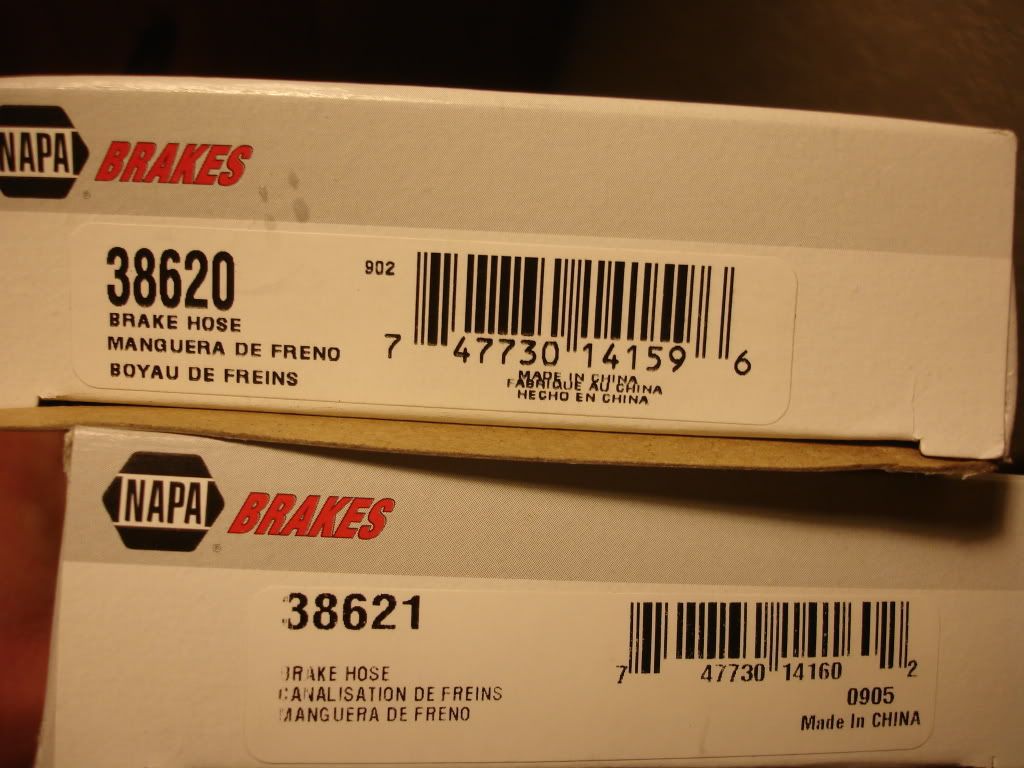 NAPA BRAKES
®
38620
BRAKE HOSE
MANGUERA DE FRENO
BOYAU DE FREINS
902
7 47730 14159 6
MADE IN CHINA
FABRIQUE AU CHINA
HECHO EN CHINA
NAPA BRAKES
®
38621
BRAKE HOSE
CANALISATION DE FREINS
MANGUERA DE FRENO
7 47730 14160 2
0905
Made In CHINA